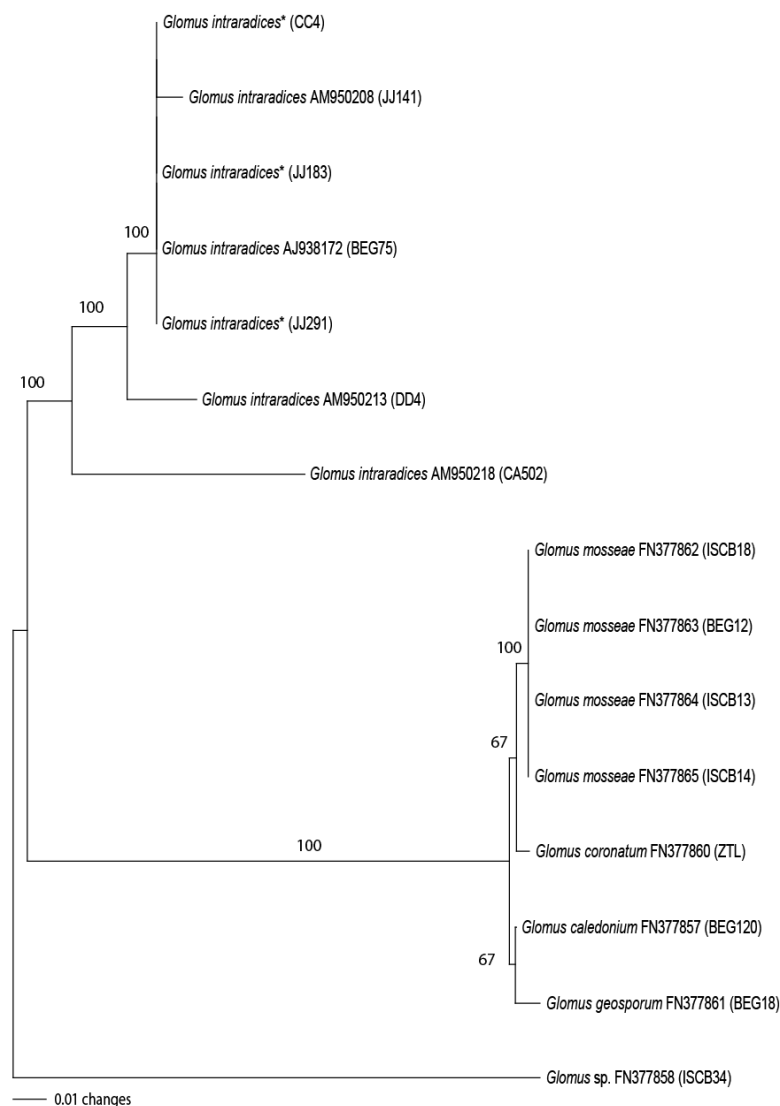 Glomus intraradices* (CC4)
Glomus intraradices AM950208 (JJ141)
Glomus intraradices* (JJ183)
100
Glomus intraradices AJ938172 (BEG75)
100
Glomus intraradices* (JJ291)
100
Glomus intraradices AM950213 (DD4)
Glomus intraradices AM950218 (CA502)
Glomus mosseae FN377862 (ISCB18)
Glomus mosseae FN377863 (BEG12)
100
Glomus mosseae FN377864 (ISCB13)
67
Glomus mosseae FN377865 (ISCB14)
100
Glomus coronatum FN377860 (ZTL)
Glomus caledonium FN377857 (BEG120)
67
Glomus geosporum FN377861 (BEG18)
Glomus sp. FN377858 (ISCB34)
0.01 changes